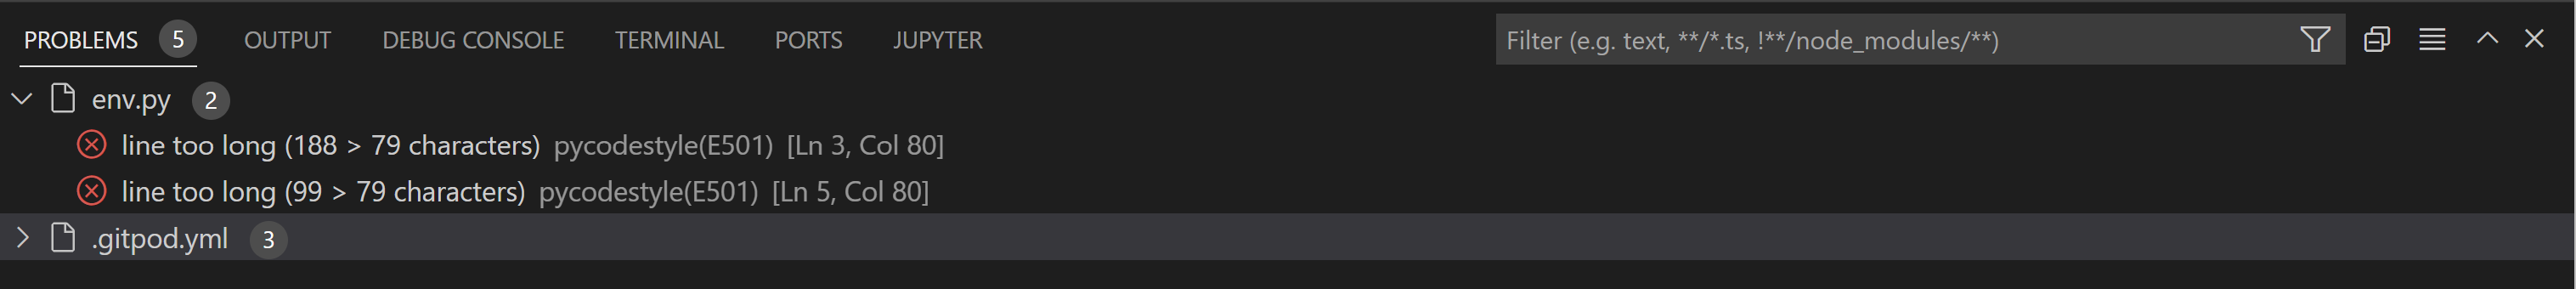 PROBLEMS 5 OUTPUT DEBUG CONSOLE TERMINAL PORTS JUPYTER Filter (e.g. text, **/*.ts, !**/node_modules/**)
env.py 2
line too long (188 > 79 characters) pycodestyle(E501) [Ln 3, Col 80]
line too long (99 > 79 characters) pycodestyle(E501) [Ln 5, Col 80]
.gitpod.yml 3